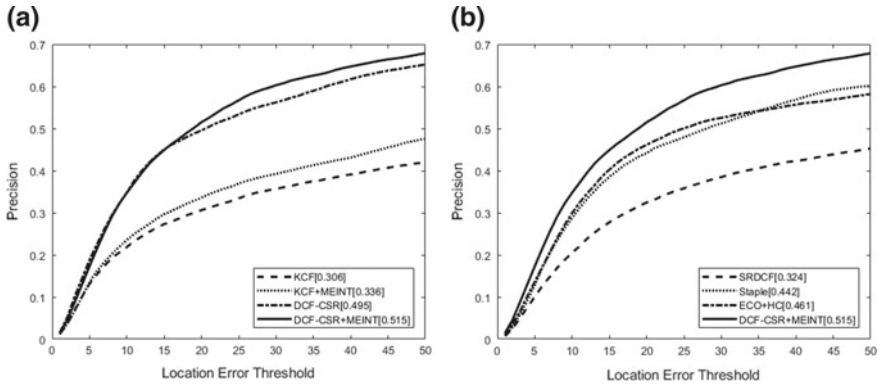 (a)
0.7
0.6
0.5
0.4
0.3
0.2
0.1
0
Precision
0 5 10 15 20 25 30 35 40 45 50
Location Error Threshold
KCF[0.306]
KCF+MEINT[0.336]
DCF-CSR[0.495]
DCF-CSR+MEINT[0.515]
(b)
0.7
0.6
0.5
0.4
0.3
0.2
0.1
0
Precision
0 5 10 15 20 25 30 35 40 45 50
Location Error Threshold
SRDCF[0.324]
Staple[0.442]
ECO+HC[0.461]
DCF-CSR+MEINT[0.515]